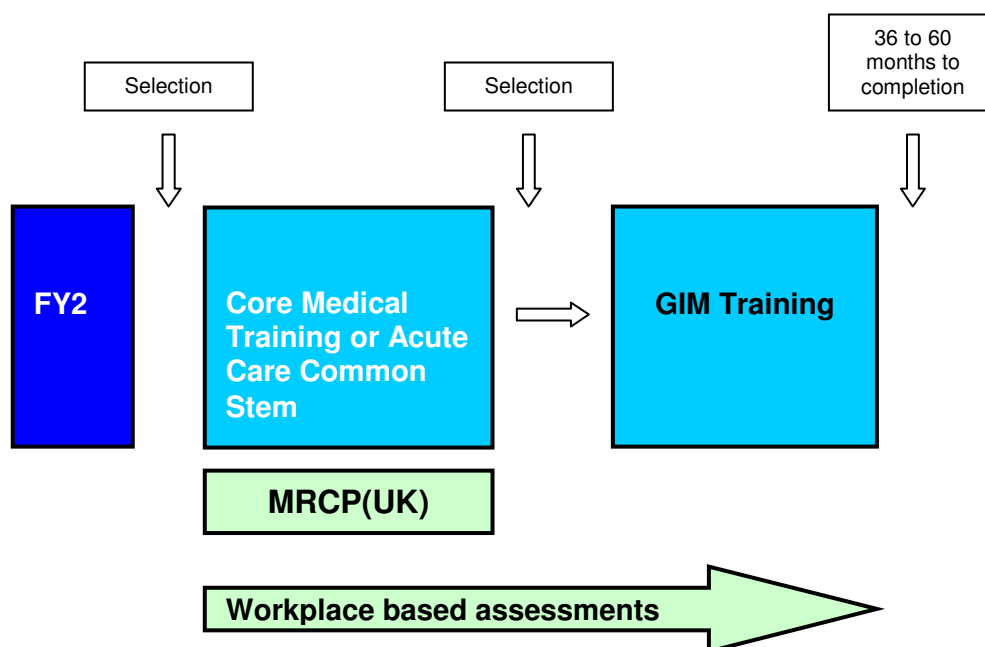 Selection
Selection
36 to 60
months to
completion
FY2
Core Medical
Training or Acute
Care Common
Stem
GIM Training
MRCP(UK)
Workplace based assessments